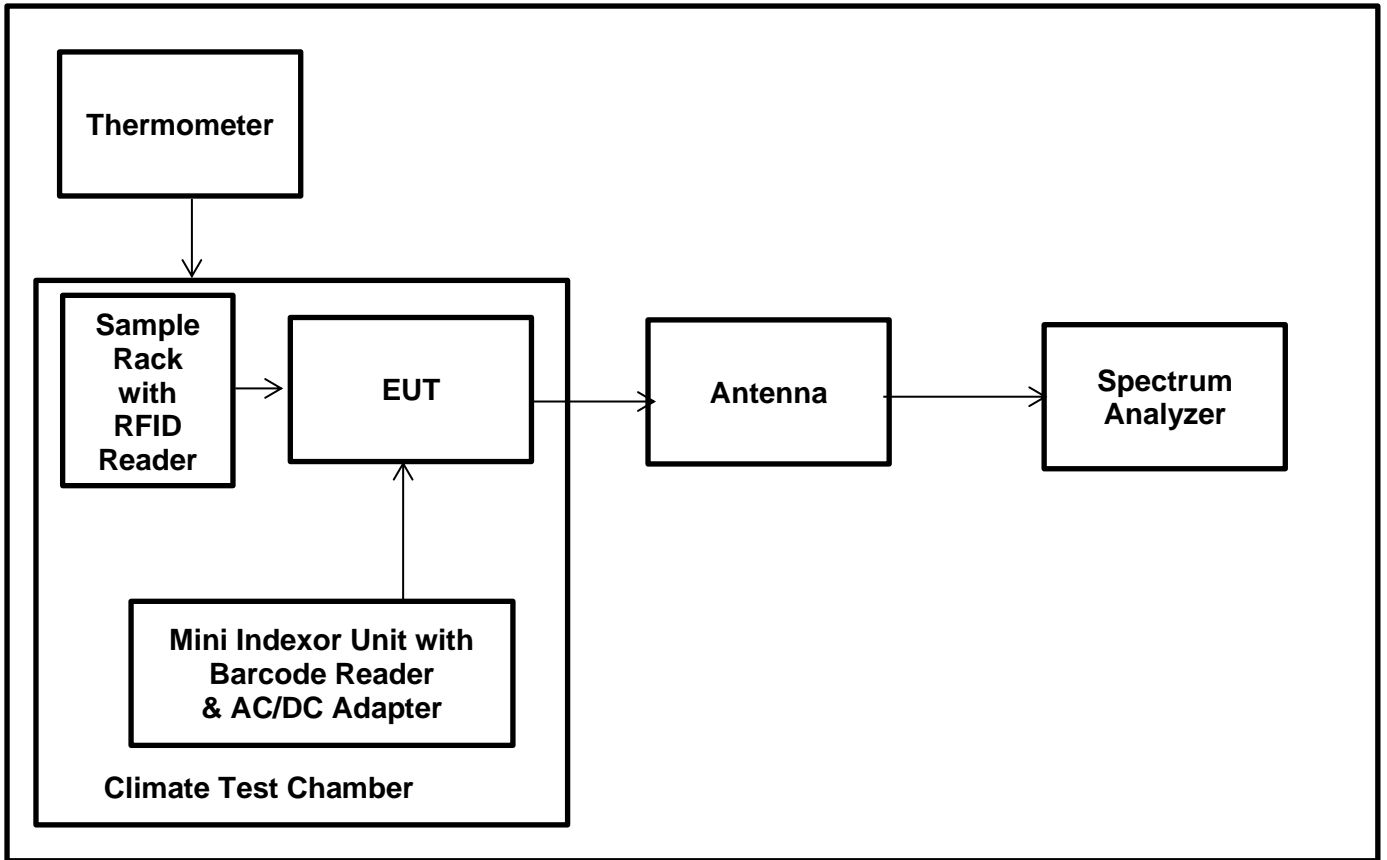 Thermometer
Sample
Rack
with
RFID
Reader
EUT
Antenna
Spectrum
Analyzer
Mini Indexor Unit with
Barcode Reader
& AC/DC Adapter
Climate Test Chamber